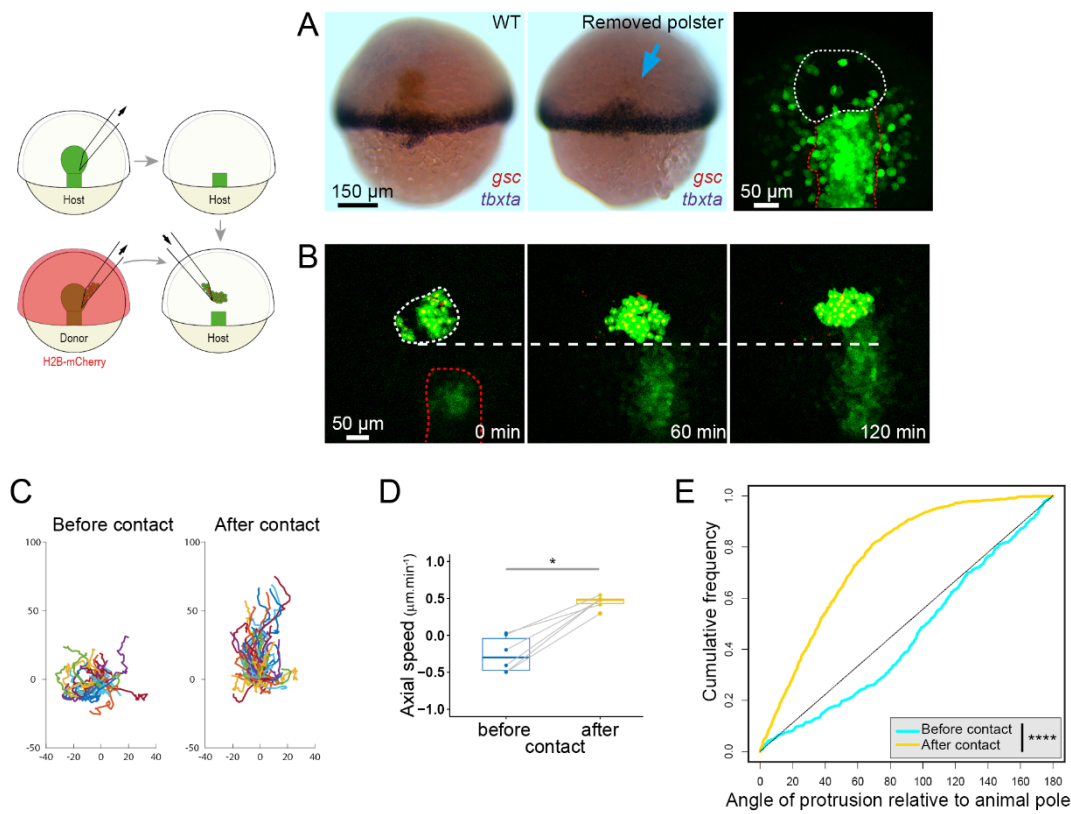 Host
Host
Donor
H2B-mCherry
Host
A
WT
150 µm
gsc
tbxta
Removed polster
gsc
tbxta
50 µm
B
50 µm
0 min
60 min
120 min
C
Before contact
After contact
100
50
0
-50
-40 -20 0 20 40
100
50
0
-50
-40 -20 0 20 40
D
Axial speed (µm.min⁻¹)
1.0
0.5
0.0
−0.5
−1.0
*
before
after
contact
E
Cumulative frequency
1.0
0.8
0.6
0.4
0.2
0.0
0 20 40 60 80 100 120 140 160 180
Before contact
After contact
****
Angle of protrusion relative to animal pole